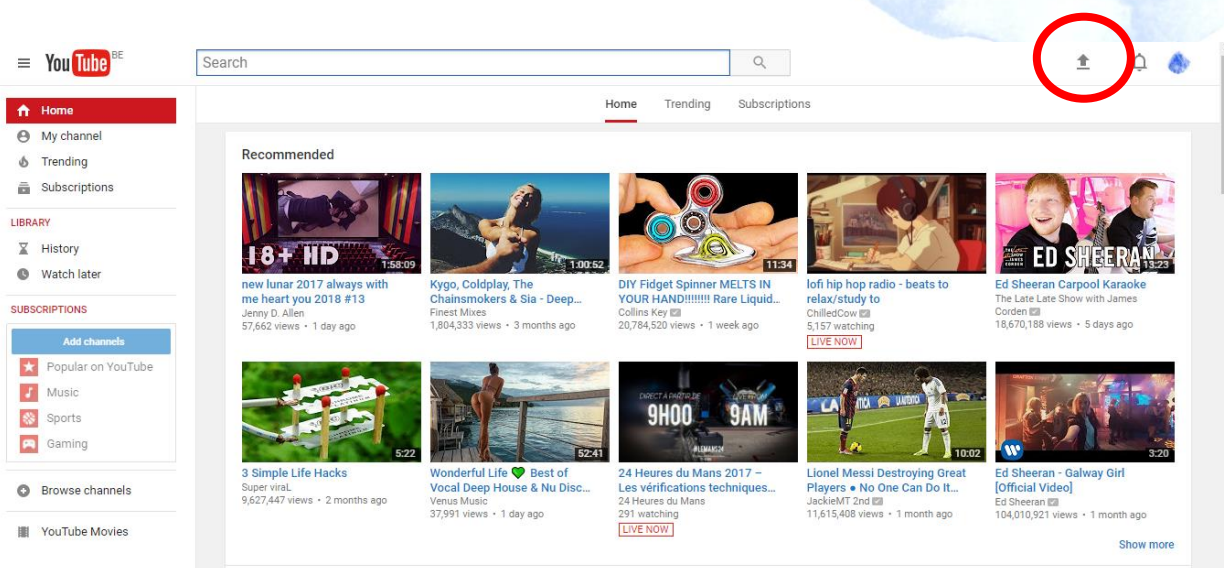 YouTube BE
Search
Home
My channel
Trending
Subscriptions
LIBRARY
History
Watch later
SUBSCRIPTIONS
Add channels
Popular on YouTube
Music
Sports
Gaming
Browse channels
YouTube Movies
Home Trending Subscriptions
Recommended
18+ HD
1:58:09
new lunar 2017 always with
me heart you 2018 #13
Jenny D. Allen
57,662 views • 1 day ago
1:00:52
Kygo, Coldplay, The
Chainsmokers & Sia - Deep...
Finest Mixes
1,804,333 views • 3 months ago
11:34
DIY Fidget Spinner MELTS IN
YOUR HAND!!!!!!!! Rare Liquid...
Collins Key
20,784,520 views • 1 week ago
lofi hip hop radio - beats to
relax/study to
ChilledCow
5,157 watching
LIVE NOW
ED SHEERAN
13:23
Ed Sheeran Carpool Karaoke
The Late Late Show with James
Corden
18,670,188 views • 5 days ago
5:22
3 Simple Life Hacks
Super viraL
9,627,447 views • 2 months ago
52:41
Wonderful Life 💚 Best of
Vocal Deep House & Nu Disc...
Venus Music
37,991 views • 1 day ago
DIRECT À PARTIR DE LIVE FROM
9H00 9AM
#LEMANS24
24 Heures du Mans 2017 –
Les vérifications techniques...
24 Heures du Mans
291 watching
LIVE NOW
10:02
Lionel Messi Destroying Great
Players ● No One Can Do It...
JackieMT 2nd
11,615,408 views • 1 month ago
3:20
Ed Sheeran - Galway Girl
[Official Video]
Ed Sheeran
104,010,921 views • 1 month ago
Show more